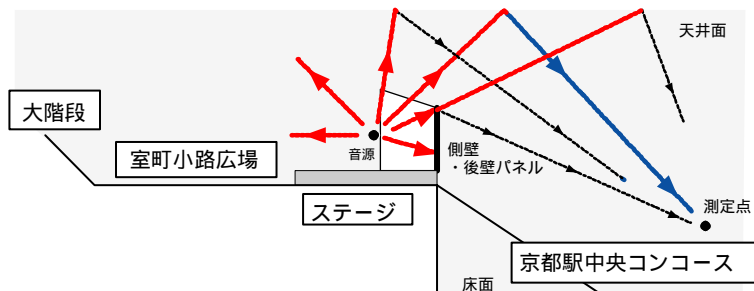 天井面
大階段
室町小路広場
音源
側壁
・後壁パネル
ステージ
測定点
京都駅中央コンコース
床面